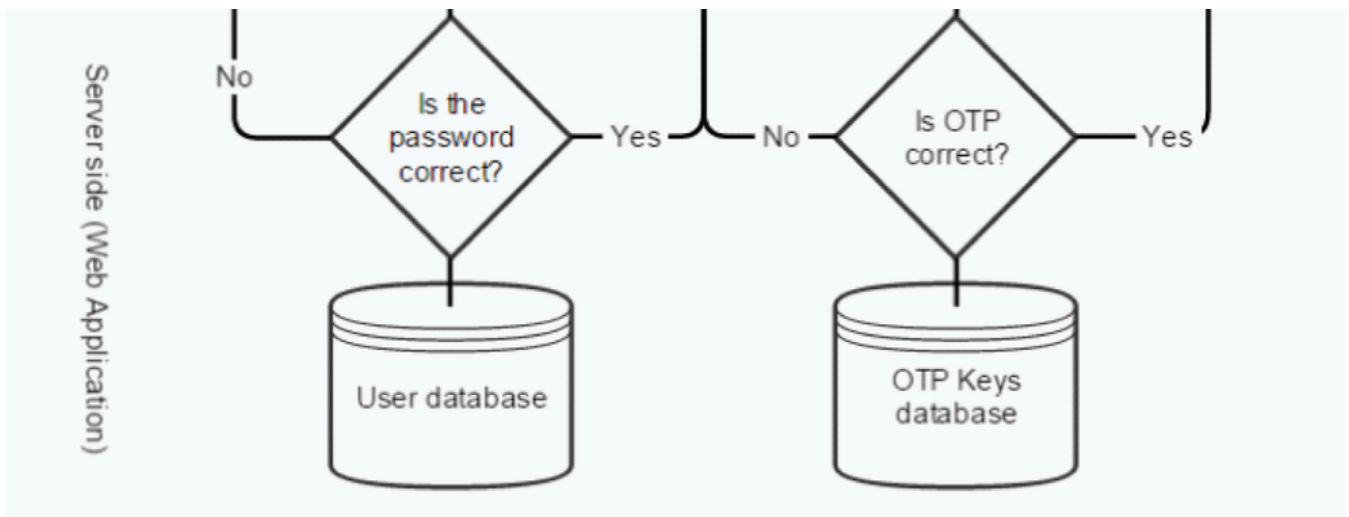 Server side (Web Application)
No
Is the
password
correct?
Yes
No
Is OTP
correct?
Yes
User database
OTP Keys
database